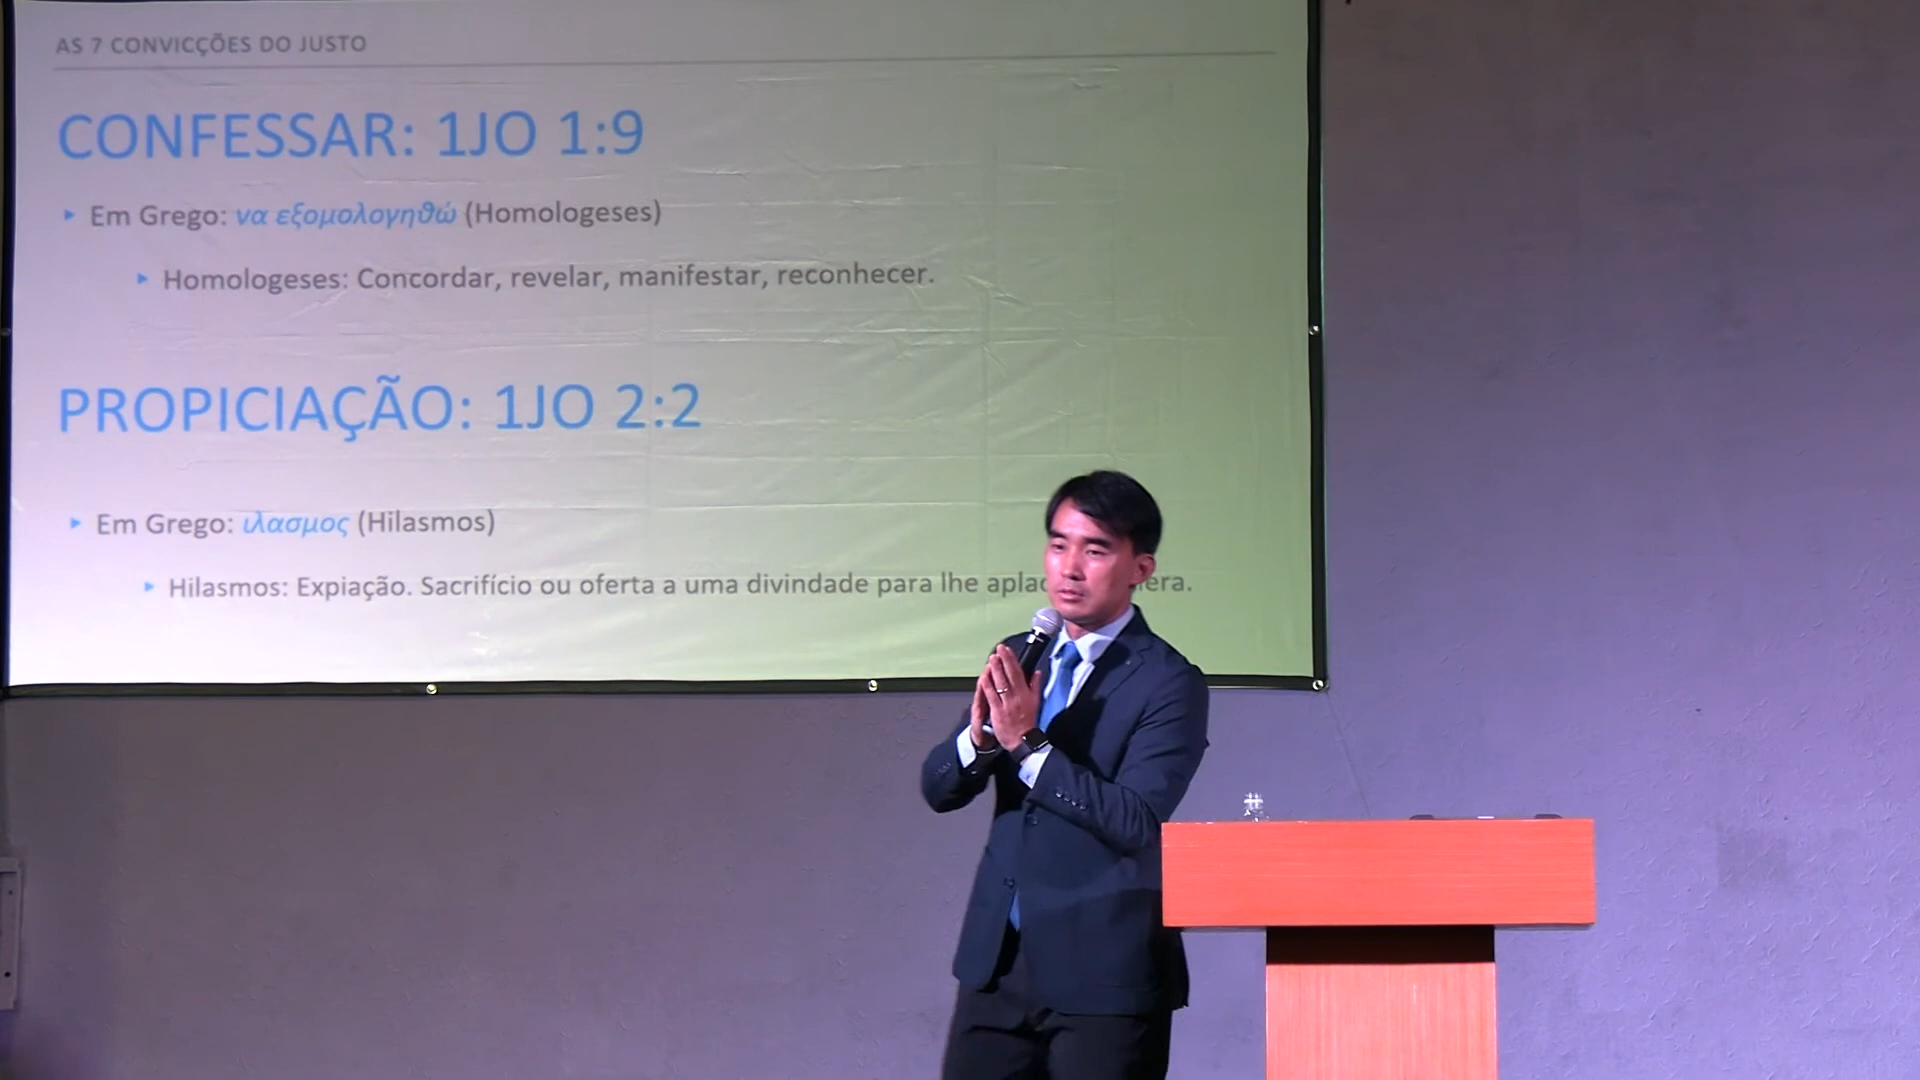 AS 7 CONVICÇÕES DO JUSTO
CONFESSAR: 1JO 1:9
Em Grego: να εξομολογηθώ (Homologeses)
Homologeses: Concordar, revelar, manifestar, reconhecer.
PROPICIAÇÃO: 1JO 2:2
Em Grego: ιλασμος (Hilasmos)
Hilasmos: Expiação. Sacrifício ou oferta a uma divindade para lhe